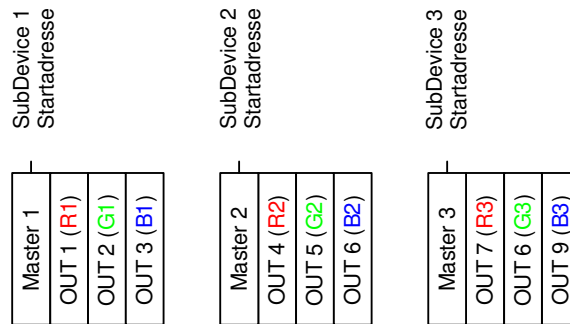 SubDevice 1
Startadresse
Master 1
OUT 1 (R1)
OUT 2 (G1)
OUT 3 (B1)
SubDevice 2
Startadresse
Master 2
OUT 4 (R2)
OUT 5 (G2)
OUT 6 (B2)
SubDevice 3
Startadresse
Master 3
OUT 7 (R3)
OUT 6 (G3)
OUT 9 (B3)